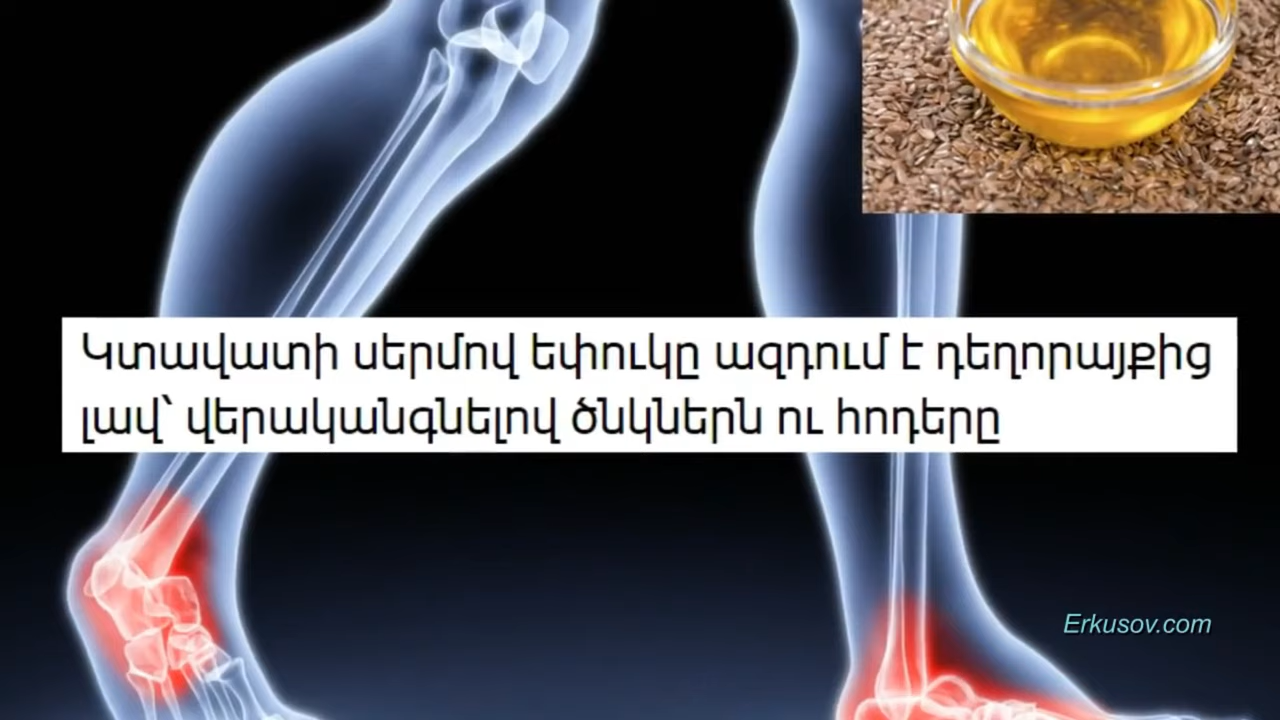 Կտավատի սերմով եփուկը ազդում է դեղորայքից
լավ՝ վերականգնելով ծնկներն ու հոդերը
Erkusov.com